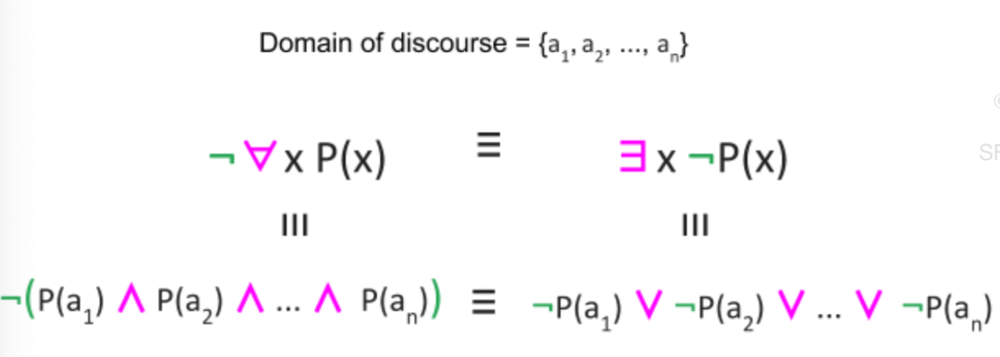 Domain of discourse = {a₁, a₂, ..., aₙ}
¬∀x P(x) ≡ ∃x ¬P(x)
≡ ≡
¬(P(a₁) ∧ P(a₂) ∧ ... ∧ P(aₙ)) ≡ ¬P(a₁) ∨ ¬P(a₂) ∨ ... ∨ ¬P(aₙ)